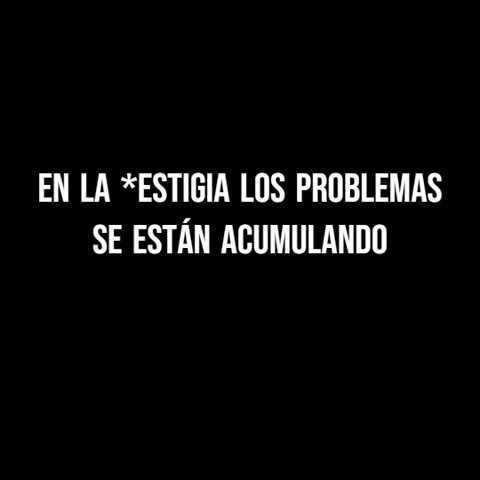 EN LA *ESTIGIA LOS PROBLEMAS
SE ESTÁN ACUMULANDO